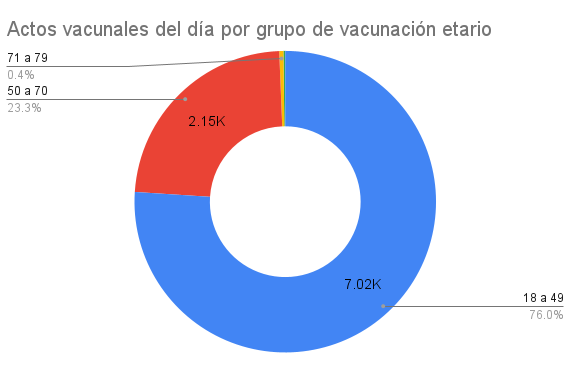 Actos vacunales del día por grupo de vacunación etario
71 a 79
0.4%
50 a 70
23.3%
2.15K
7.02K
18 a 49
76.0%